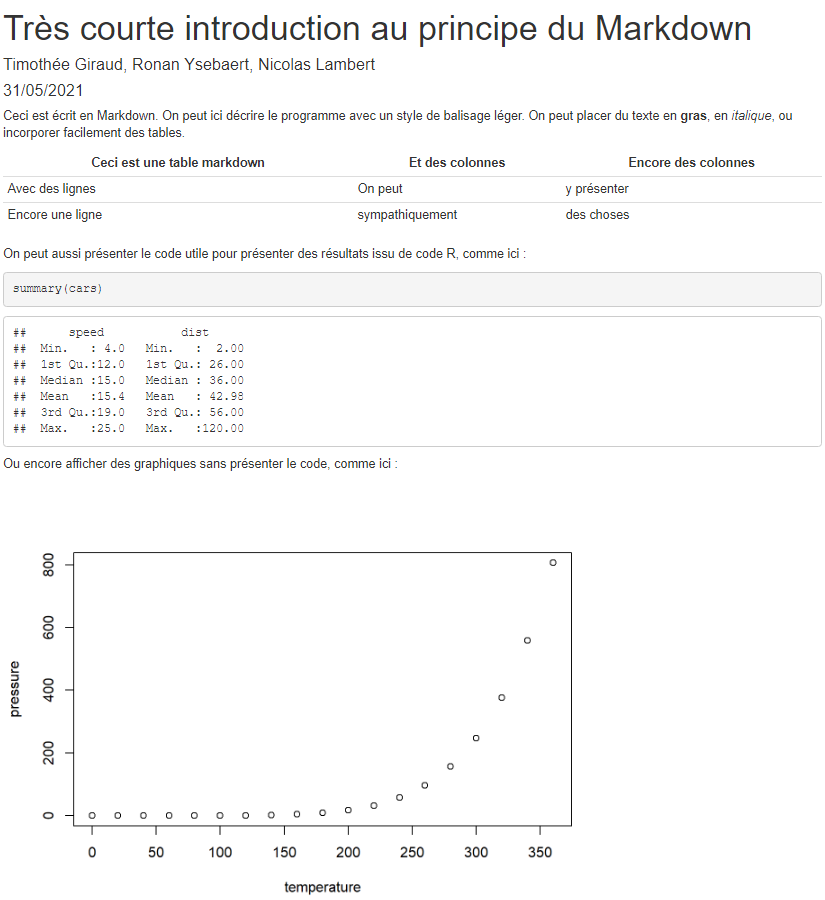 Très courte introduction au principe du Markdown
Timothée Giraud, Ronan Ysebaert, Nicolas Lambert
31/05/2021
Ceci est écrit en Markdown. On peut ici décrire le programme avec un style de balisage léger. On peut placer du texte en gras, en italique, ou
incorporer facilement des tables.
Ceci est une table markdown Et des colonnes Encore des colonnes
Avec des lignes On peut y présenter
Encore une ligne sympathiquement des choses
On peut aussi présenter le code utile pour présenter des résultats issu de code R, comme ici :
summary(cars)
##      speed           dist
##  Min.   : 4.0   Min.   :  2.00
##  1st Qu.:12.0   1st Qu.: 26.00
##  Median :15.0   Median : 36.00
##  Mean   :15.4   Mean   : 42.98
##  3rd Qu.:19.0   3rd Qu.: 56.00
##  Max.   :25.0   Max.   :120.00
Ou encore afficher des graphiques sans présenter le code, comme ici :
800
600
400
200
0
pressure
0 50 100 150 200 250 300 350
temperature